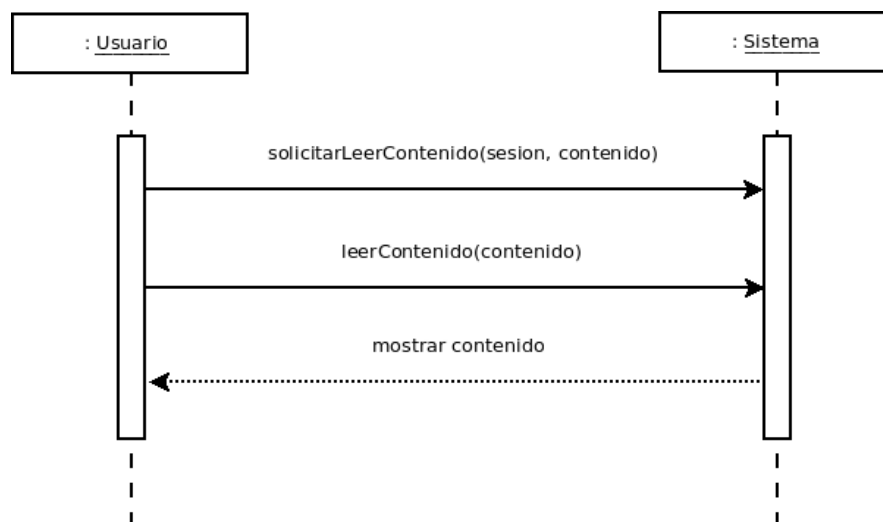 : Usuario
: Sistema
solicitarLeerContenido(sesion, contenido)
leerContenido(contenido)
mostrar contenido